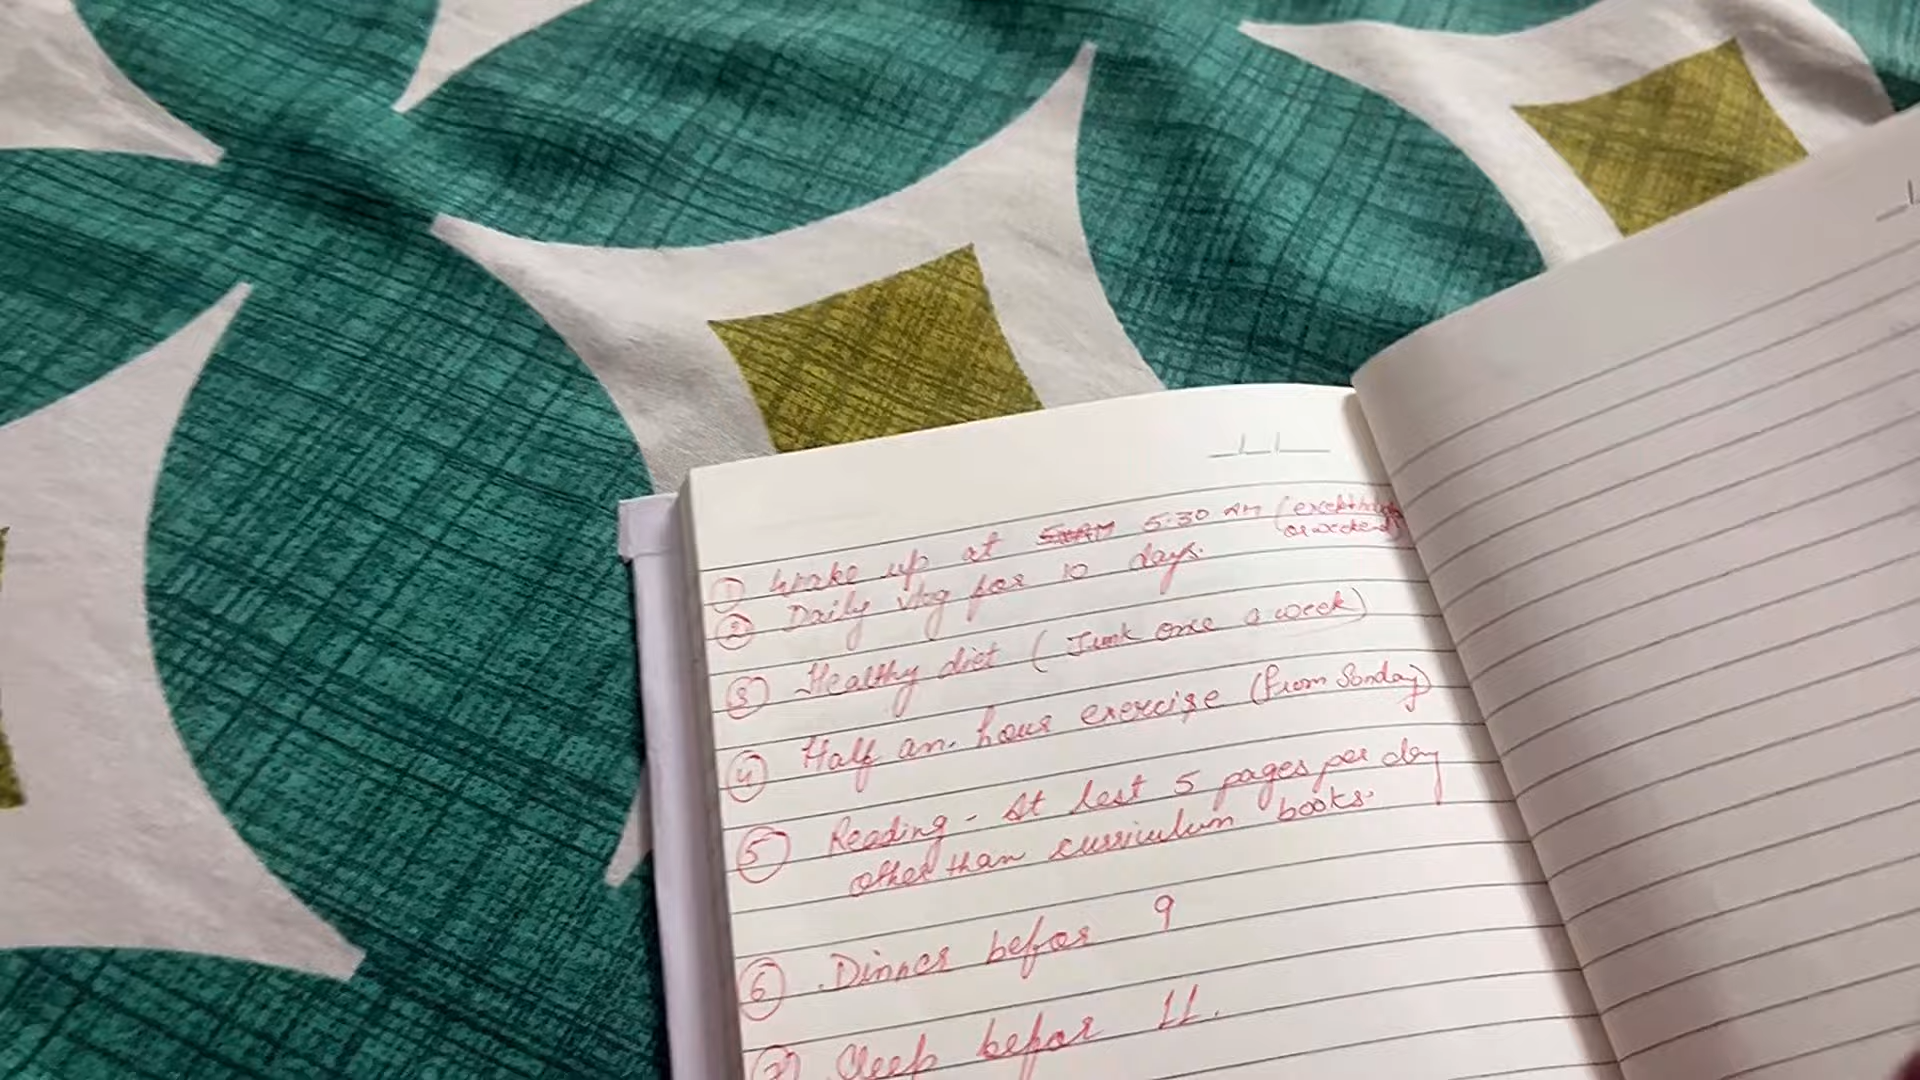 ① Wake up at 5:30 AM (
② Daily vlog for 10 days.
③ Healthy diet (Junk once a week)
④ Half an hour exercise (from Sonday)
⑤ Reading - At lest 5 pages per day
other than curriculum books.
⑥ Dinner befor 9
⑦ Sleep befor 11.